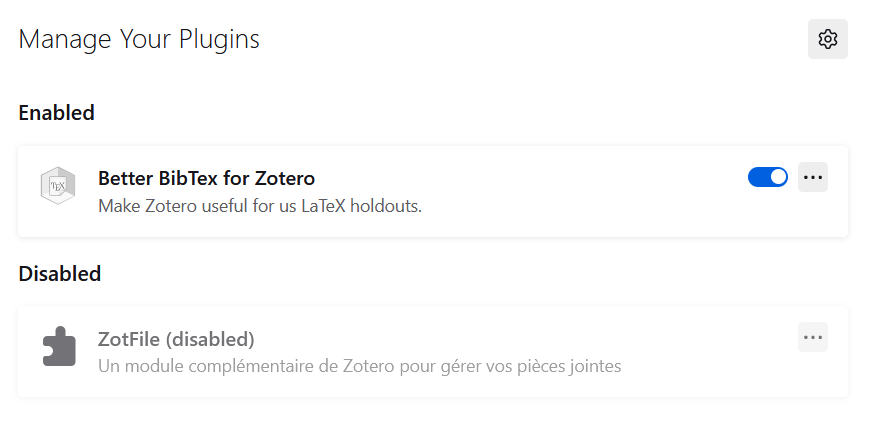 Manage Your Plugins
Enabled
TEX
Better BibTex for Zotero
Make Zotero useful for us LaTeX holdouts.
Disabled
ZotFile (disabled)
Un module complémentaire de Zotero pour gérer vos pièces jointes